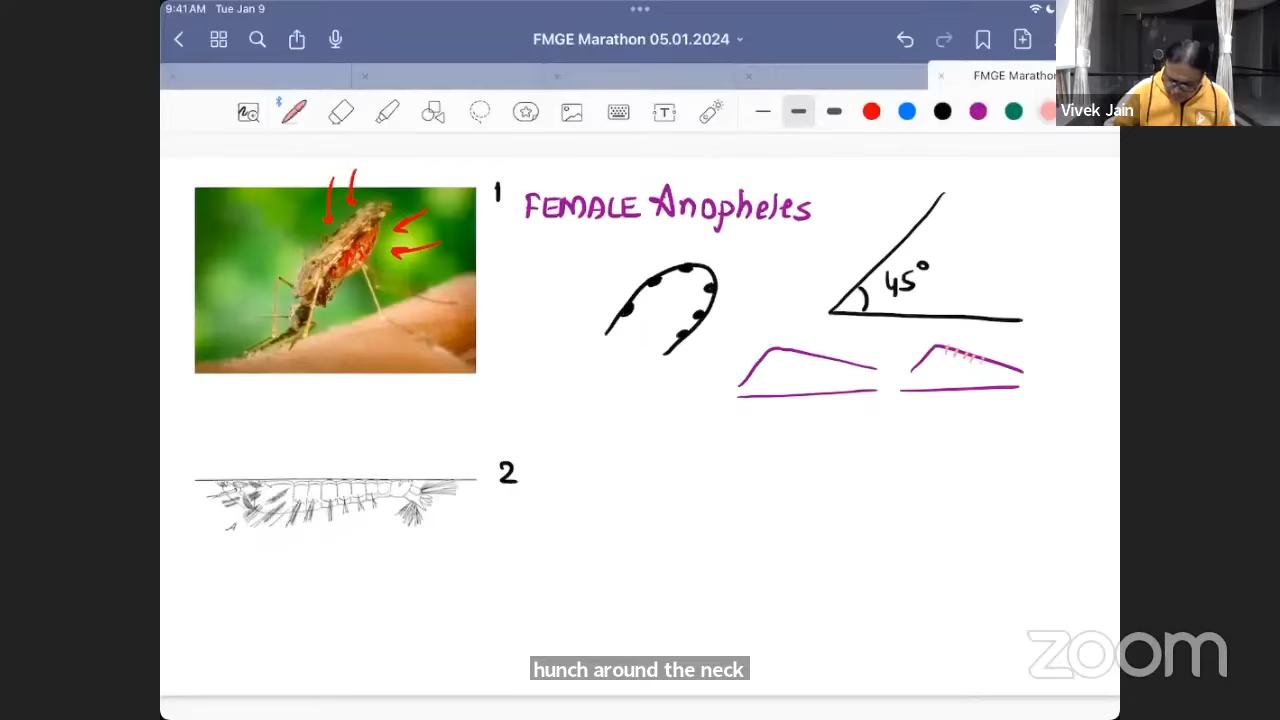 9:41 AM Tue Jan 9
FMGE Marathon 05.01.2024
FMGE Maratho
T
Vivek Jain
1
FEMALE Anopheles
45°
2
A
hunch around the neck
zoom